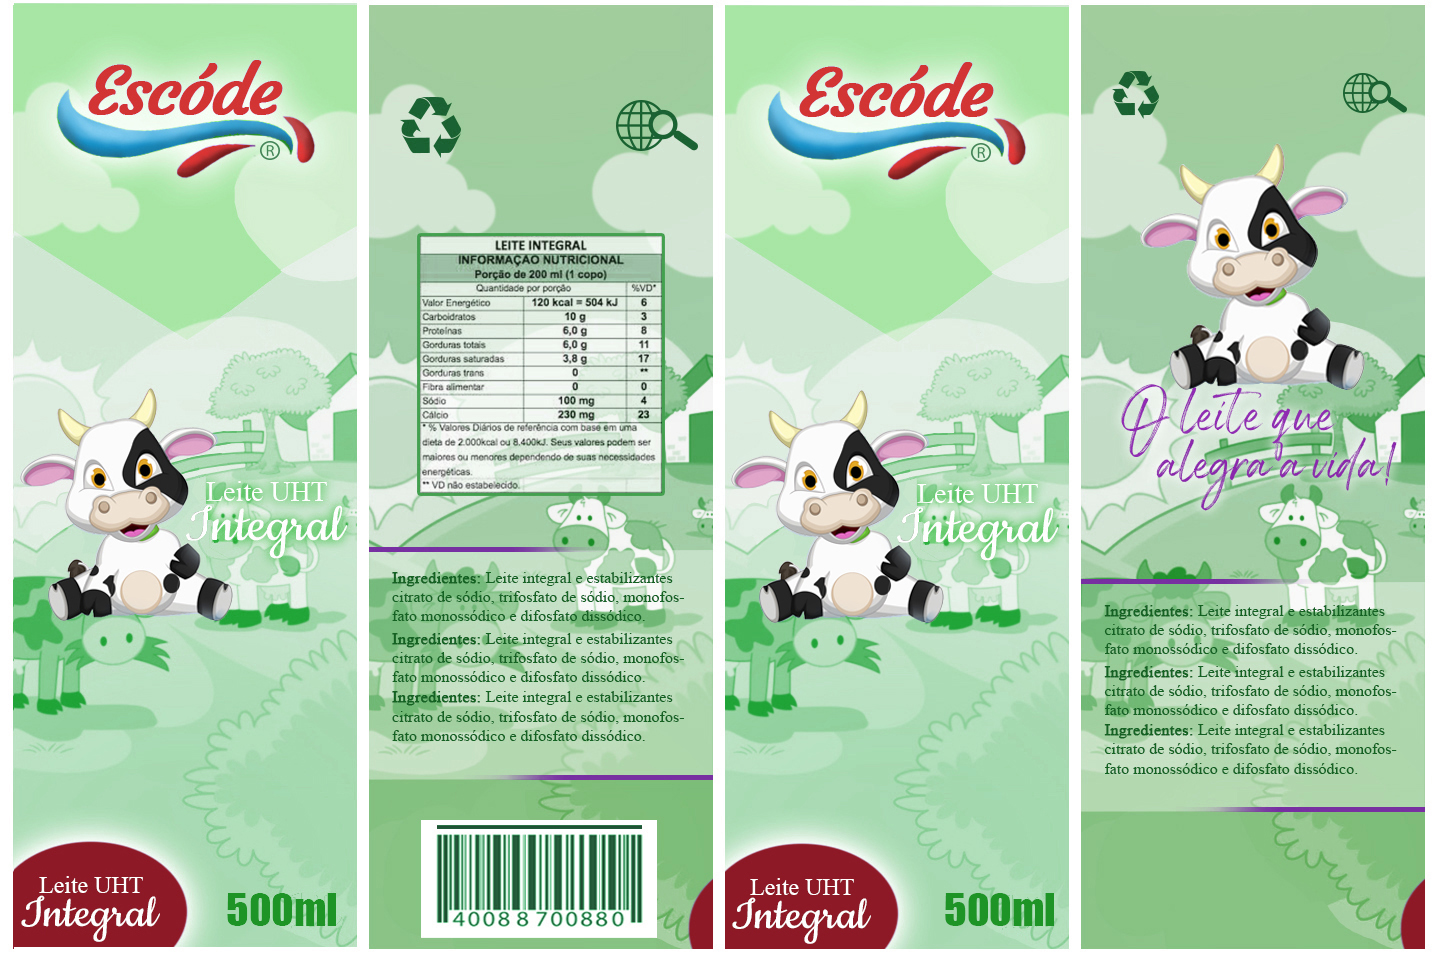 Escóde
®
Leite UHT
Integral
Leite UHT
Integral
500ml
LEITE INTEGRAL
INFORMAÇÃO NUTRICIONAL
Porção de 200 ml (1 copo)
Quantidade por porção %VD*
Valor Energético 120 kcal = 504 kJ 6
Carboidratos 10 g 3
Proteínas 6,0 g 8
Gorduras totais 6,0 g 11
Gorduras saturadas 3,8 g 17
Gorduras trans 0 **
Fibra alimentar 0 0
Sódio 100 mg 4
Cálcio 230 mg 23
* % Valores Diários de referência com base em uma
dieta de 2.000kcal ou 8.400kJ. Seus valores podem ser
maiores ou menores dependendo de suas necessidades
energéticas.
** VD não estabelecido.
Ingredientes: Leite integral e estabilizantes
citrato de sódio, trifosfato de sódio, monofos-
fato monossódico e difosfato dissódico.
Ingredientes: Leite integral e estabilizantes
citrato de sódio, trifosfato de sódio, monofos-
fato monossódico e difosfato dissódico.
Ingredientes: Leite integral e estabilizantes
citrato de sódio, trifosfato de sódio, monofos-
fato monossódico e difosfato dissódico.
40088700880
Escóde
®
Leite UHT
Integral
Leite UHT
Integral
500ml
O leite que
alegra a vida!
Ingredientes: Leite integral e estabilizantes
citrato de sódio, trifosfato de sódio, monofos-
fato monossódico e difosfato dissódico.
Ingredientes: Leite integral e estabilizantes
citrato de sódio, trifosfato de sódio, monofos-
fato monossódico e difosfato dissódico.
Ingredientes: Leite integral e estabilizantes
citrato de sódio, trifosfato de sódio, monofos-
fato monossódico e difosfato dissódico.